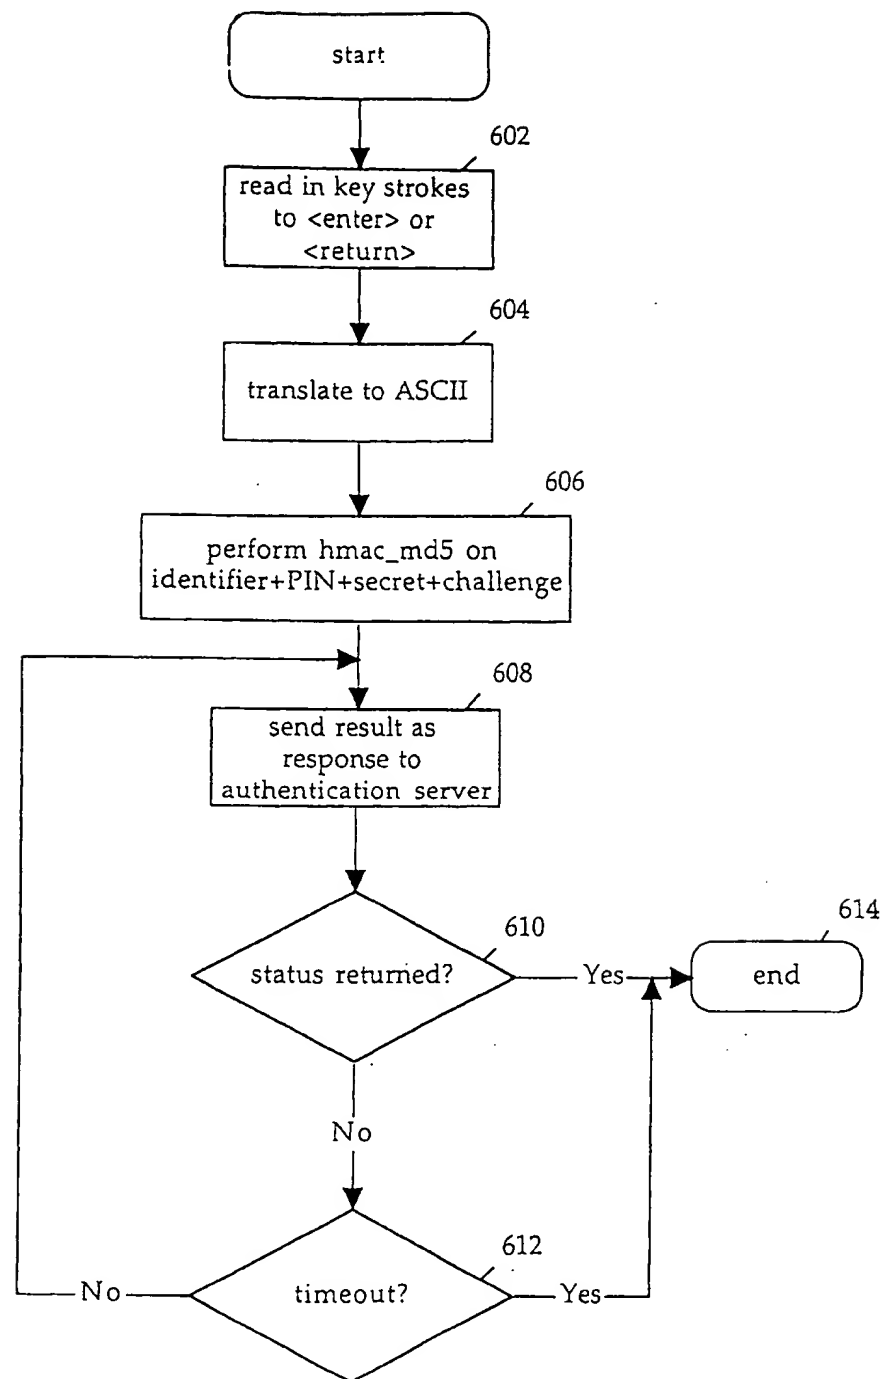 start
602
read in key strokes
to <enter> or
<return>
604
translate to ASCII
606
perform hmac_md5 on
identifier+PIN+secret+challenge
608
send result as
response to
authentication server
610
status returned?
Yes
614
end
No
612
timeout?
No
Yes